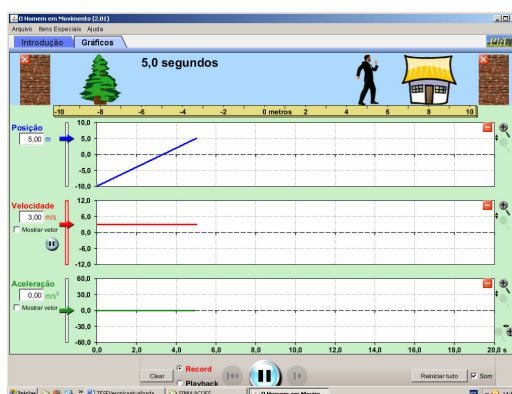 O Homem em Movimento (2.01)
Arquivo Itens Especiais Ajuda
Introdução Gráficos
5,0 segundos
-10 -8 -6 -4 -2 0 metros 2 4 6 8 10
Posição
5,00 m
10,0
5,0
0,0
-5,0
-10,0
Velocidade
3,00 m/s
Mostrar vetor
12,0
6,0
0,0
-6,0
-12,0
Aceleração
0,00 m/s²
Mostrar vetor
60,0
30,0
0,0
-30,0
-60,0
0,0 2,0 4,0 6,0 8,0 10,0 12,0 14,0 16,0 18,0 20,0 s
Clear
Record
Playback
Reiniciar tudo
Som
Iniciar
SIMULAÇÕES
O Homem em Movime...